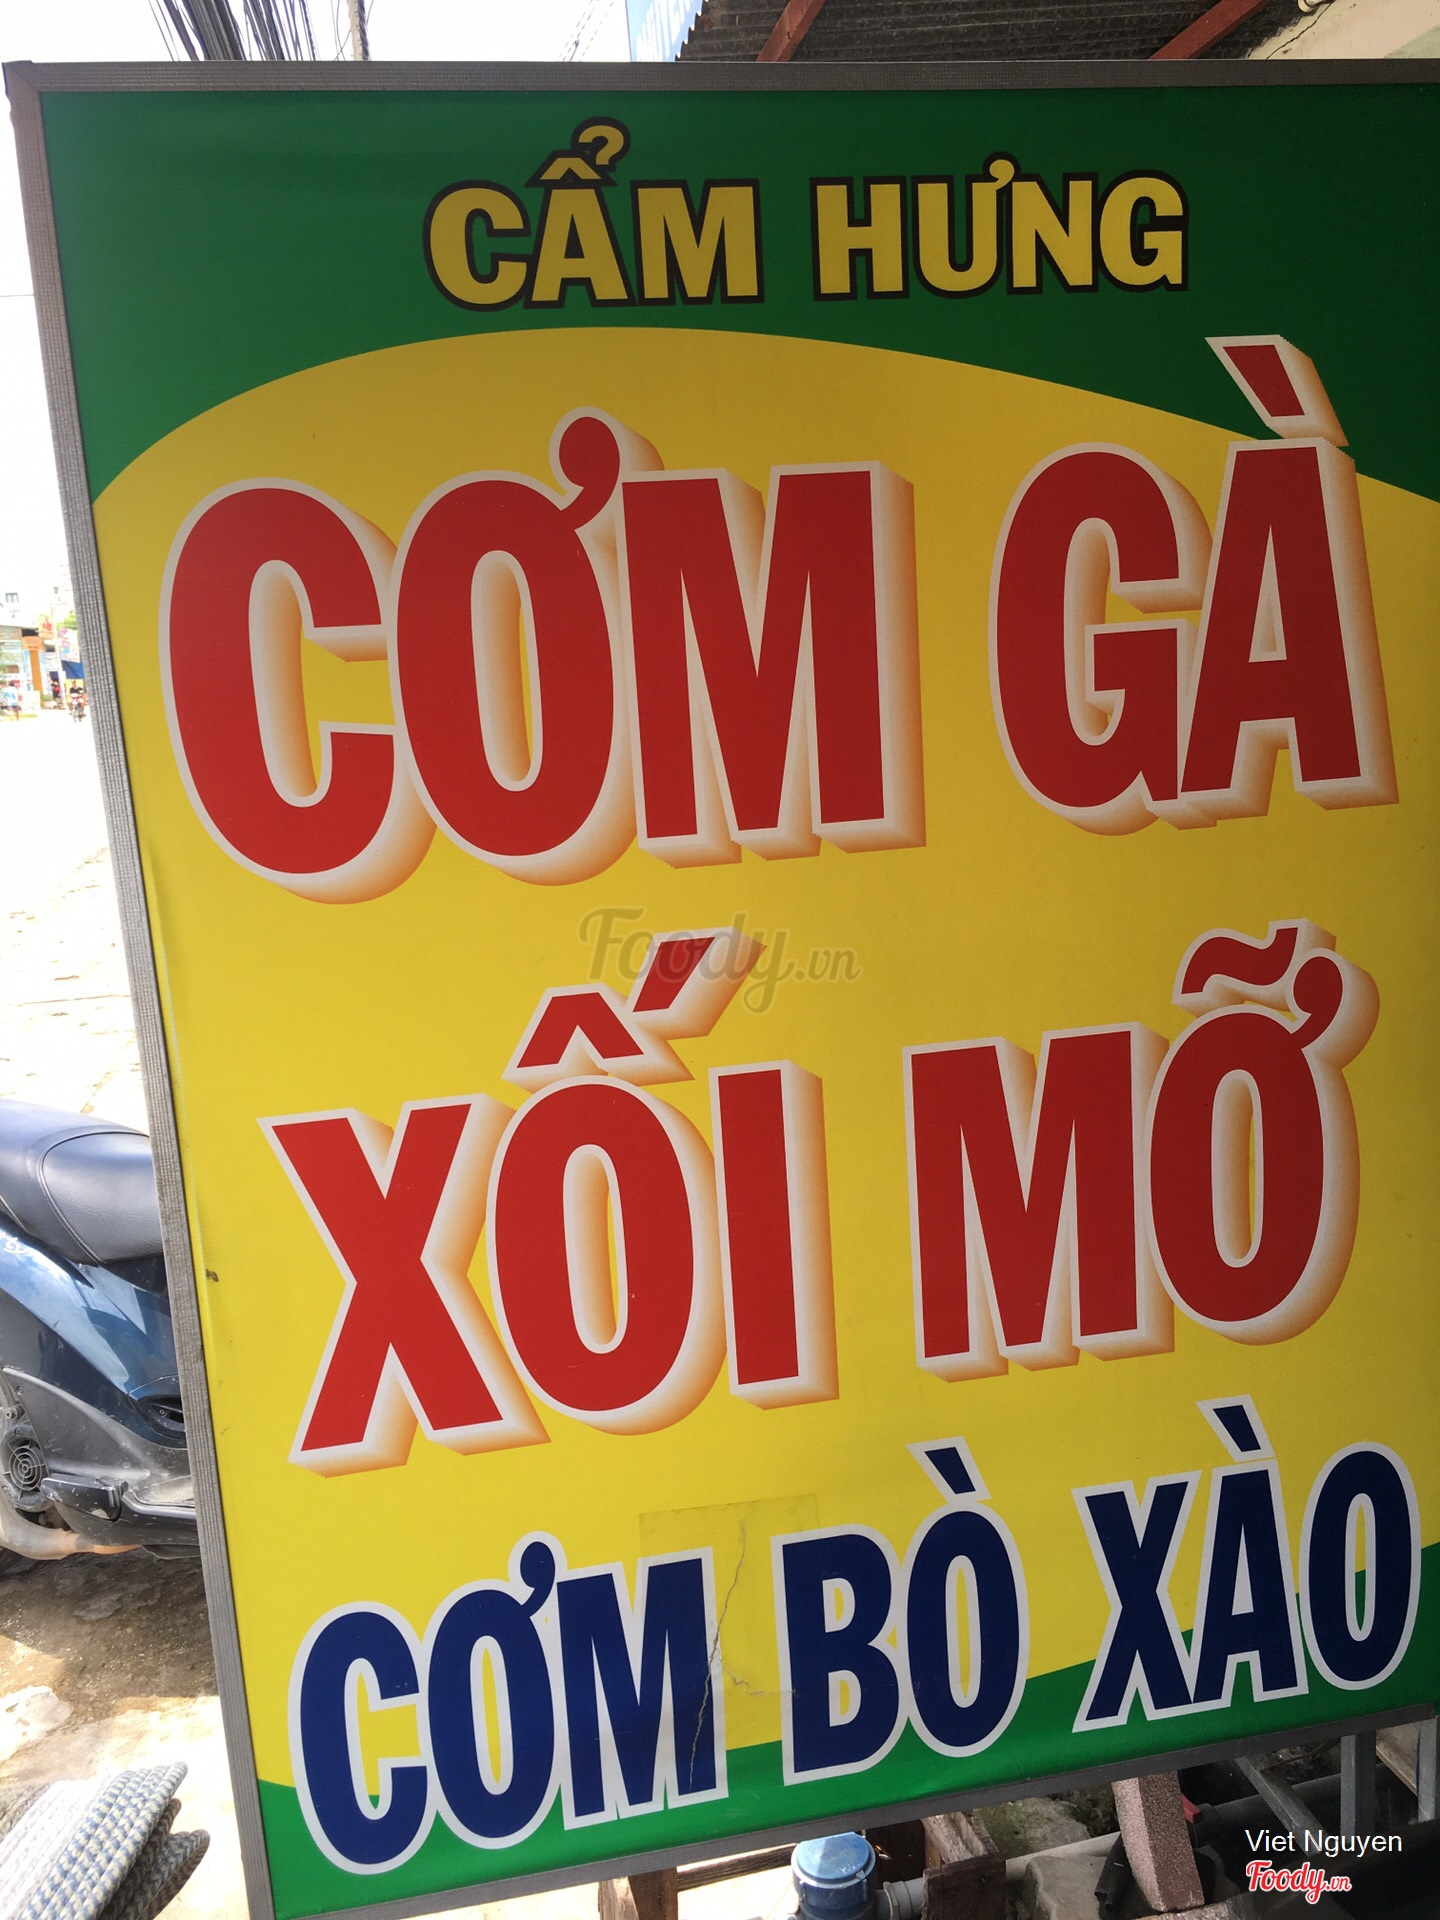 CẨM HƯNG
CƠM GÀ
Foody.vn
XỐI MỠ
CƠM BÒ XÀO
Viet Nguyen
Foody.vn